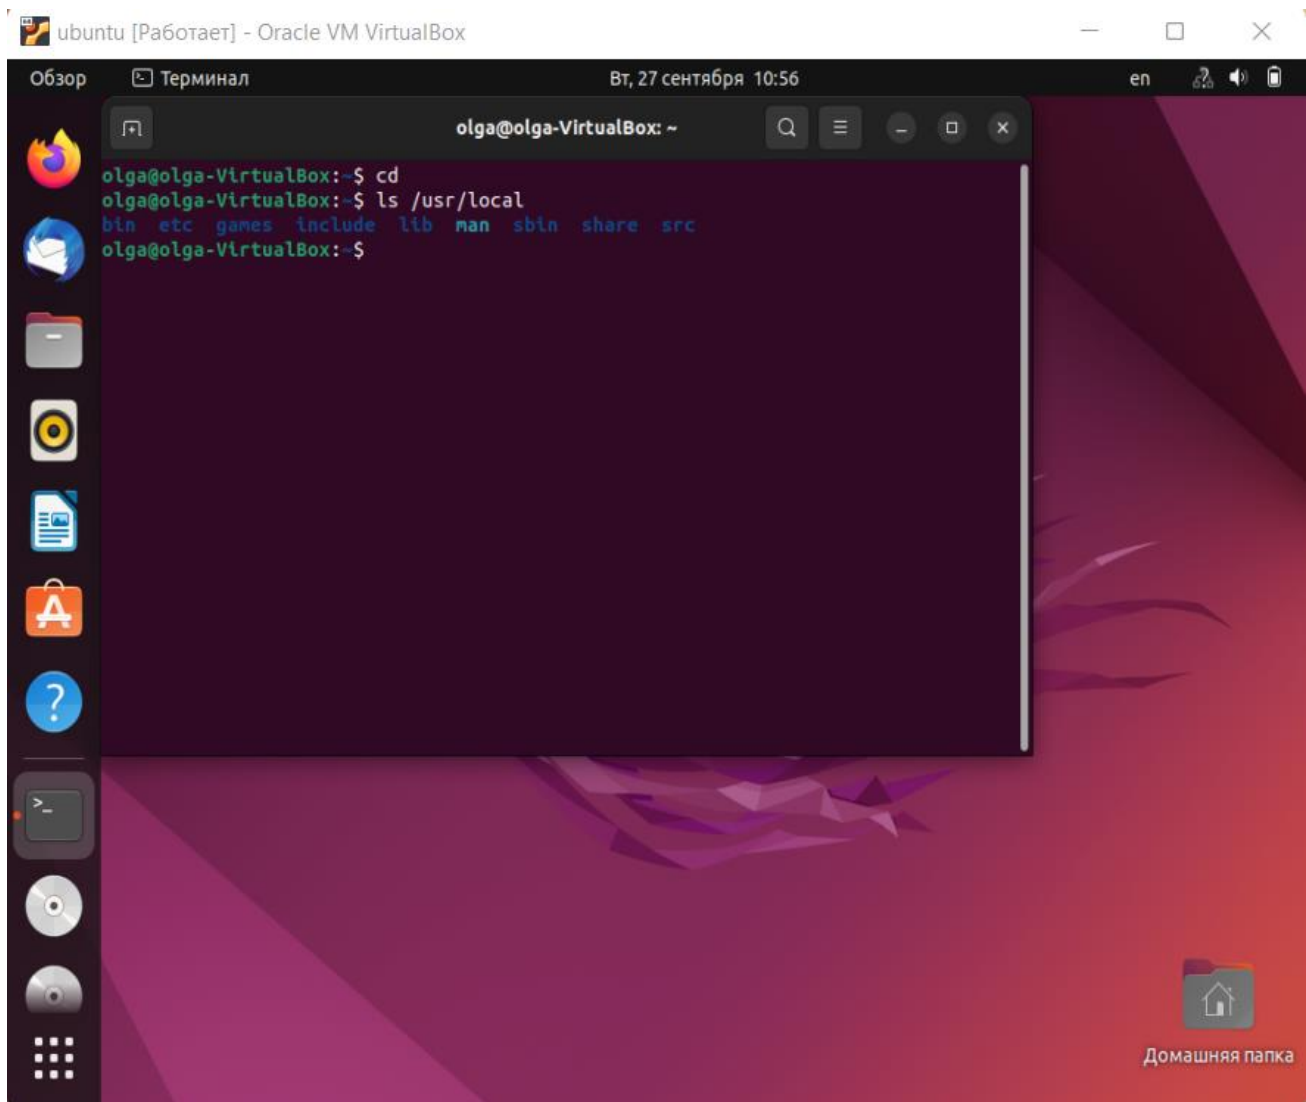 ubuntu [Работает] - Oracle VM VirtualBox
Обзор Терминал Вт, 27 сентября 10:56 en
olga@olga-VirtualBox: ~
olga@olga-VirtualBox:~$ cd
olga@olga-VirtualBox:~$ ls /usr/local
bin etc games include lib man sbin share src
olga@olga-VirtualBox:~$
Домашняя папка